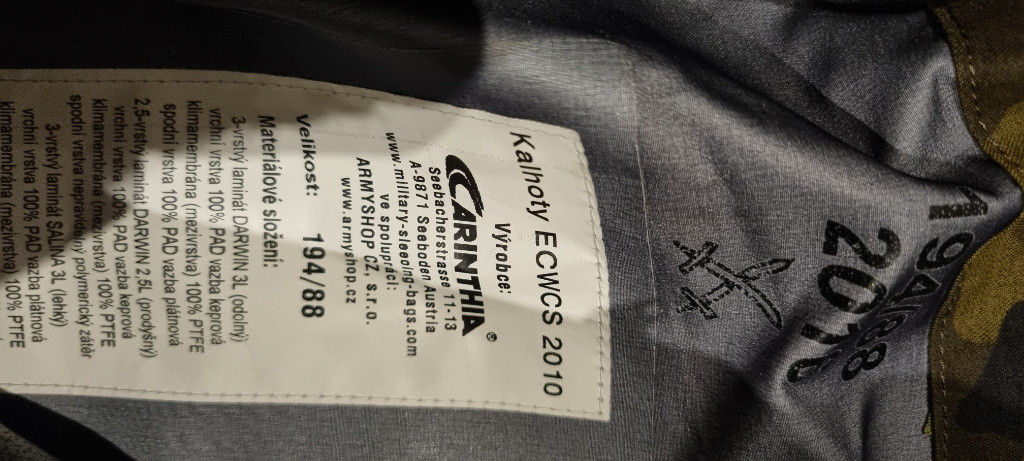 194/88
Kalhoty ECWCS 2010
Výrobce:
CARINTHIA®
Seebacherstrasse 11-13
A-9871 Seeboden Austria
www.military-sleeping-bags.com
ve spolupráci:
ARMYSHOP CZ, s.r.o.
www.armyshop.cz
Velikost: 194/88
Materiálové složení:
3-vrstvý laminát DARWIN 3L (odolný)
vrchní vrstva 100% PAD vazba keprová
klimamembrána (mezivrstva) 100% PTFE
spodní vrstva 100% PAD vazba plátnová
2,5-vrstvý laminát DARWIN 2,5L (prodyšný)
vrchní vrstva 100% PAD vazba keprová
klimamembrána (mezivrstva) 100% PTFE
spodní vrstva nepravidelný polymerický zátěr
3-vrstvý laminát SALINA 3L (lehký)
vrchní vrstva 100% PAD vazba plátnová
klimamembrána (mezivrstva) 100% PTFE